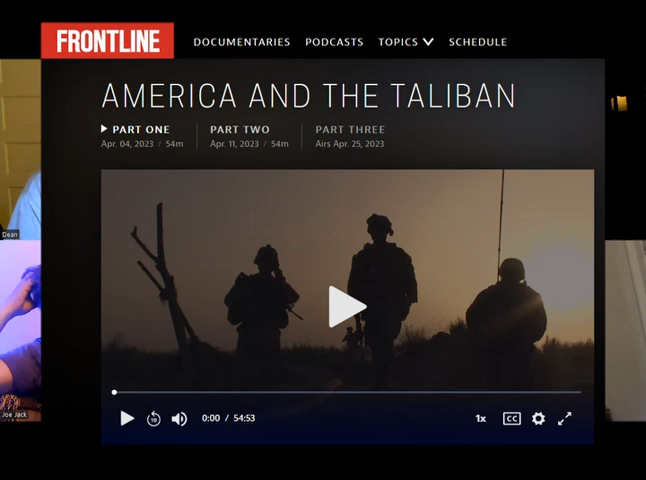 FRONTLINE
DOCUMENTARIES PODCASTS TOPICS SCHEDULE
AMERICA AND THE TALIBAN
PART ONE PART TWO PART THREE
Apr. 04, 2023 / 54m Apr. 11, 2023 / 54m Airs Apr. 25, 2023
Dean
Joe Jack
10 0:00 / 54:53 1x CC